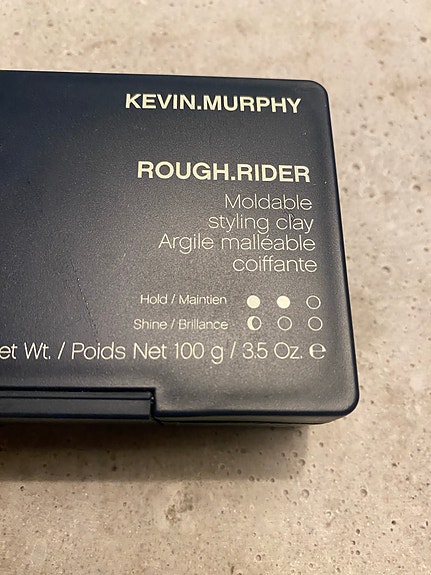 KEVIN.MURPHY
ROUGH.RIDER
Moldable
styling clay
Argile malléable
coiffante
Hold / Maintien
Shine / Brillance
et Wt. / Poids Net 100 g / 3.5 Oz. ℮